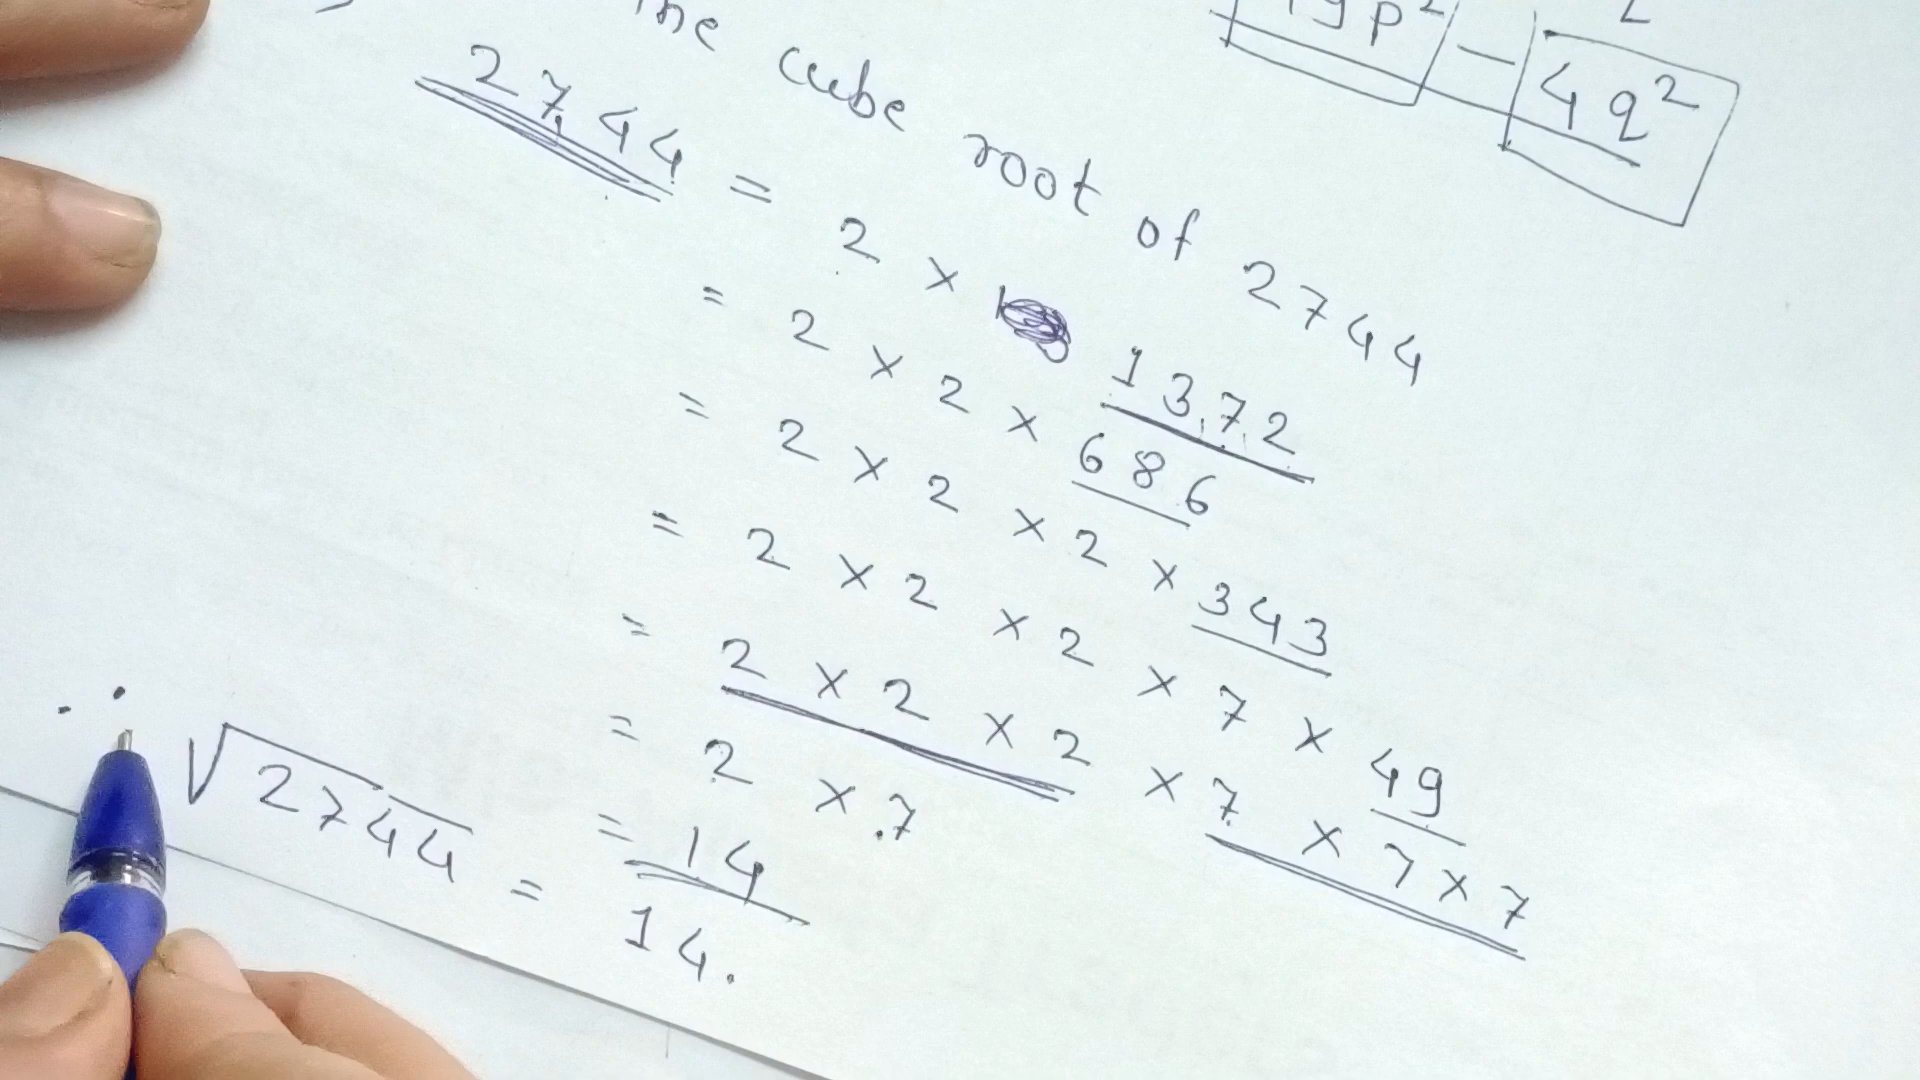 the cube root of 2744
4q²
2744 = 2 × 1372
= 2 × 2 × 686
= 2 × 2 × 2 × 343
= 2 × 2 × 2 × 7 × 49
= 2 × 2 × 2 × 7 × 7 × 7
= 2 × 7
= 14
∴ √2744 = 14.